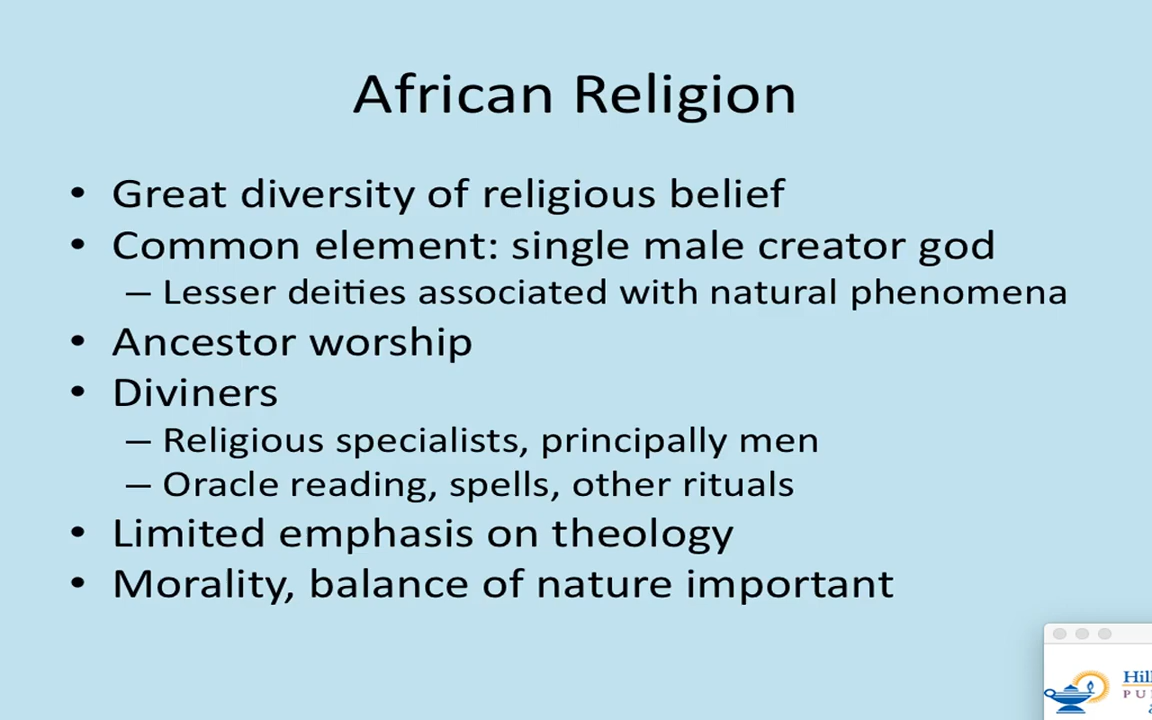 African Religion
• Great diversity of religious belief
• Common element: single male creator god
– Lesser deities associated with natural phenomena
• Ancestor worship
• Diviners
– Religious specialists, principally men
– Oracle reading, spells, other rituals
• Limited emphasis on theology
• Morality, balance of nature important